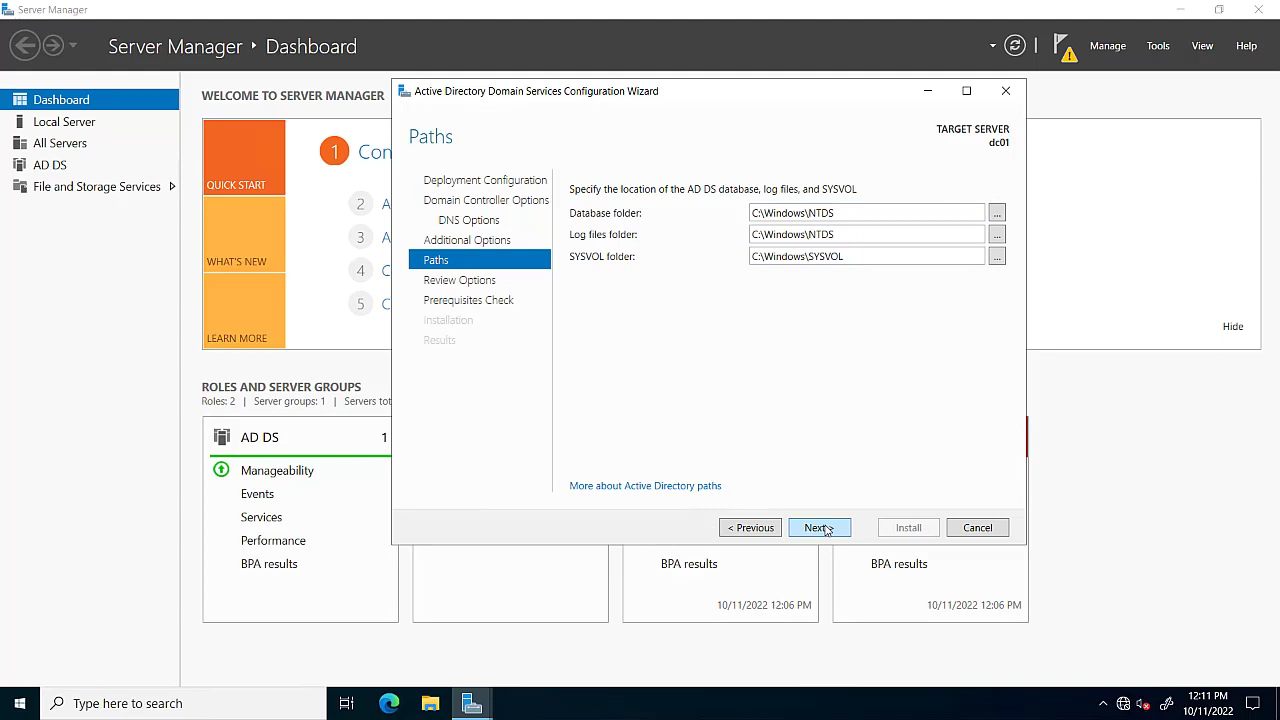 Server Manager
Server Manager ‣ Dashboard
Manage
Tools
View
Help
Dashboard
Local Server
All Servers
AD DS
File and Storage Services
WELCOME TO SERVER MANAGER
QUICK START
WHAT'S NEW
LEARN MORE
1
Con
2 A
3 A
4 C
5 C
Hide
ROLES AND SERVER GROUPS
Roles: 2 | Server groups: 1 | Servers tot
AD DS 1
Manageability
Events
Services
Performance
BPA results
BPA results
10/11/2022 12:06 PM
BPA results
10/11/2022 12:06 PM
Active Directory Domain Services Configuration Wizard
Paths
TARGET SERVER
dc01
Deployment Configuration
Domain Controller Options
DNS Options
Additional Options
Paths
Review Options
Prerequisites Check
Installation
Results
Specify the location of the AD DS database, log files, and SYSVOL
Database folder: C:\Windows\NTDS ...
Log files folder: C:\Windows\NTDS ...
SYSVOL folder: C:\Windows\SYSVOL ...
More about Active Directory paths
< Previous
Next >
Install
Cancel
Type here to search
12:11 PM
10/11/2022